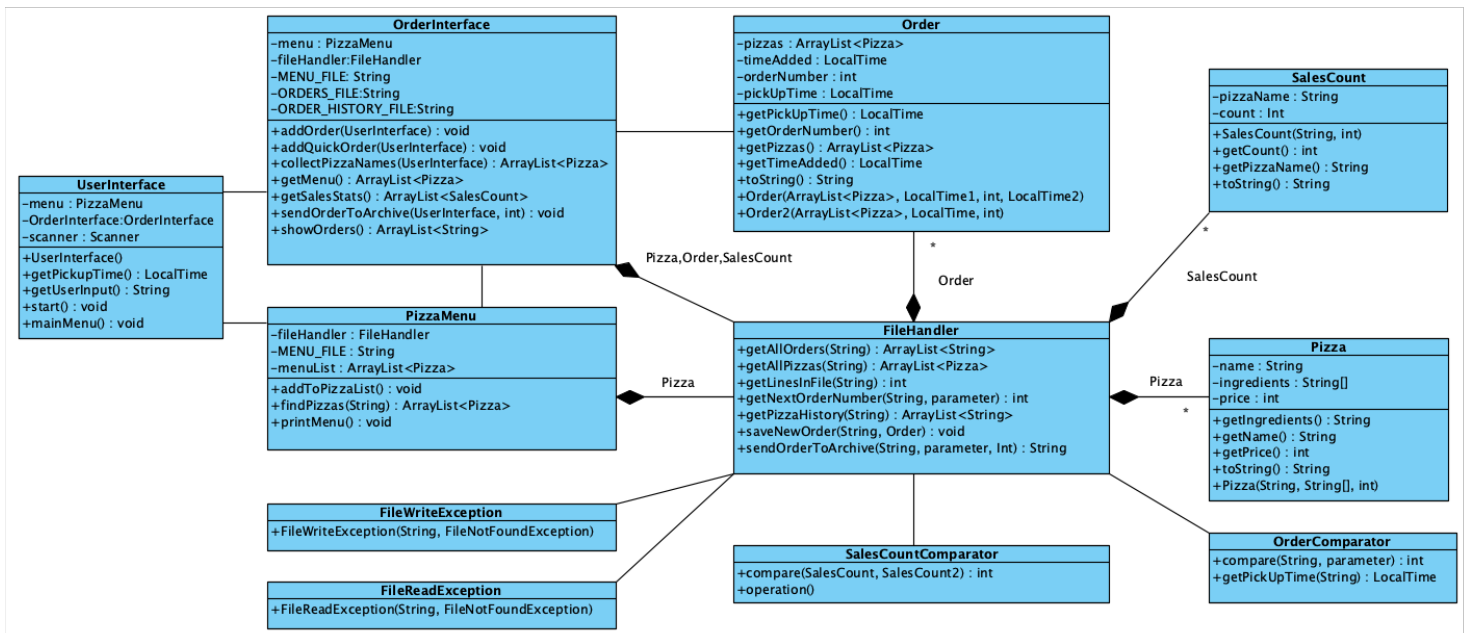 OrderInterface
-menu : PizzaMenu
-fileHandler:FileHandler
-MENU_FILE: String
-ORDERS_FILE:String
-ORDER_HISTORY_FILE:String
+addOrder(UserInterface) : void
+addQuickOrder(UserInterface) : void
+collectPizzaNames(UserInterface) : ArrayList<Pizza>
+getMenu() : ArrayList<Pizza>
+getSalesStats() : ArrayList<SalesCount>
+sendOrderToArchive(UserInterface, int) : void
+showOrders() : ArrayList<String>
Order
-pizzas : ArrayList<Pizza>
-timeAdded : LocalTime
-orderNumber : int
-pickUpTime : LocalTime
+getPickUpTime() : LocalTime
+getOrderNumber() : int
+getPizzas() : ArrayList<Pizza>
+getTimeAdded() : LocalTime
+toString() : String
+Order(ArrayList<Pizza>, LocalTime1, int, LocalTime2)
+Order2(ArrayList<Pizza>, LocalTime, int)
SalesCount
-pizzaName : String
-count : Int
+SalesCount(String, int)
+getCount() : int
+getPizzaName() : String
+toString() : String
UserInterface
-menu : PizzaMenu
-OrderInterface:OrderInterface
-scanner : Scanner
+UserInterface()
+getPickupTime() : LocalTime
+getUserInput() : String
+start() : void
+mainMenu() : void
Pizza,Order,SalesCount
*
Order
*
SalesCount
PizzaMenu
-fileHandler : FileHandler
-MENU_FILE : String
-menuList : ArrayList<Pizza>
+addToPizzaList() : void
+findPizzas(String) : ArrayList<Pizza>
+printMenu() : void
Pizza
FileHandler
+getAllOrders(String) : ArrayList<String>
+getAllPizzas(String) : ArrayList<Pizza>
+getLinesInFile(String) : int
+getNextOrderNumber(String, parameter) : int
+getPizzaHistory(String) : ArrayList<String>
+saveNewOrder(String, Order) : void
+sendOrderToArchive(String, parameter, Int) : String
Pizza
*
Pizza
-name : String
-ingredients : String[]
-price : int
+getIngredients() : String
+getName() : String
+getPrice() : int
+toString() : String
+Pizza(String, String[], int)
FileWriteException
+FileWriteException(String, FileNotFoundException)
FileReadException
+FileReadException(String, FileNotFoundException)
SalesCountComparator
+compare(SalesCount, SalesCount2) : int
+operation()
OrderComparator
+compare(String, parameter) : int
+getPickUpTime(String) : LocalTime